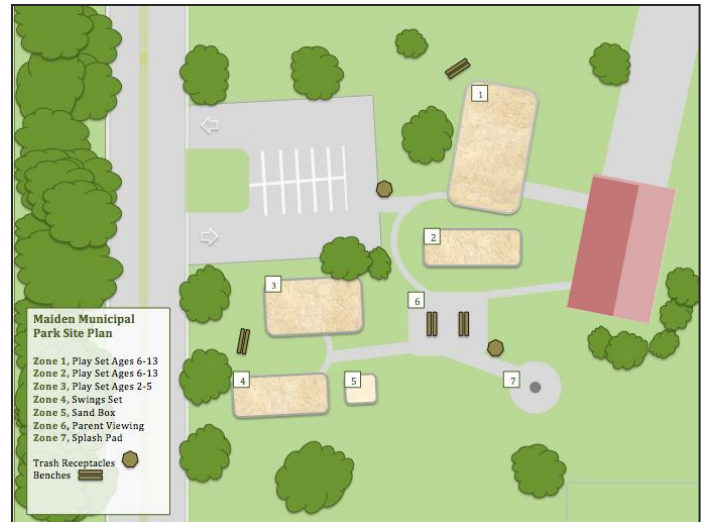 1
2
3
6
4
5
7
Maiden Municipal
Park Site Plan
Zone 1, Play Set Ages 6-13
Zone 2, Play Set Ages 6-13
Zone 3, Play Set Ages 2-5
Zone 4, Swings Set
Zone 5, Sand Box
Zone 6, Parent Viewing
Zone 7, Splash Pad
Trash Receptacles
Benches